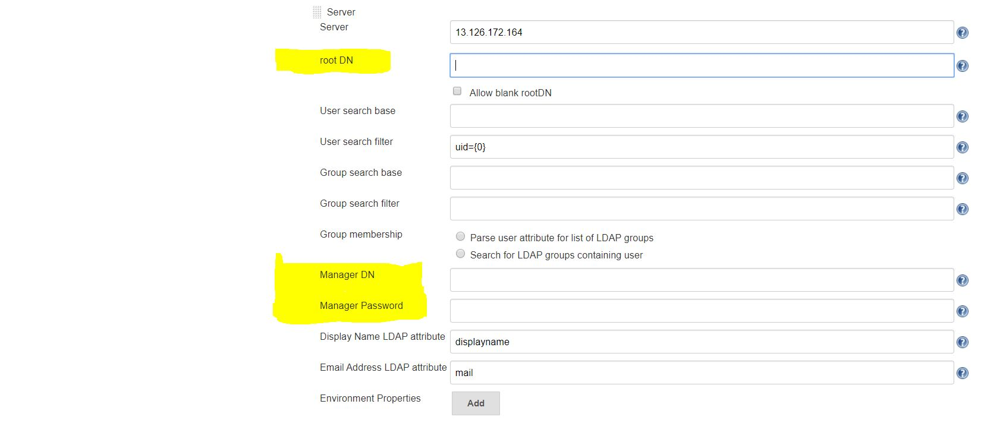 Server
Server
13.126.172.164
root DN
Allow blank rootDN
User search base
User search filter
uid={0}
Group search base
Group search filter
Group membership
Parse user attribute for list of LDAP groups
Search for LDAP groups containing user
Manager DN
Manager Password
Display Name LDAP attribute
displayname
Email Address LDAP attribute
mail
Environment Properties
Add